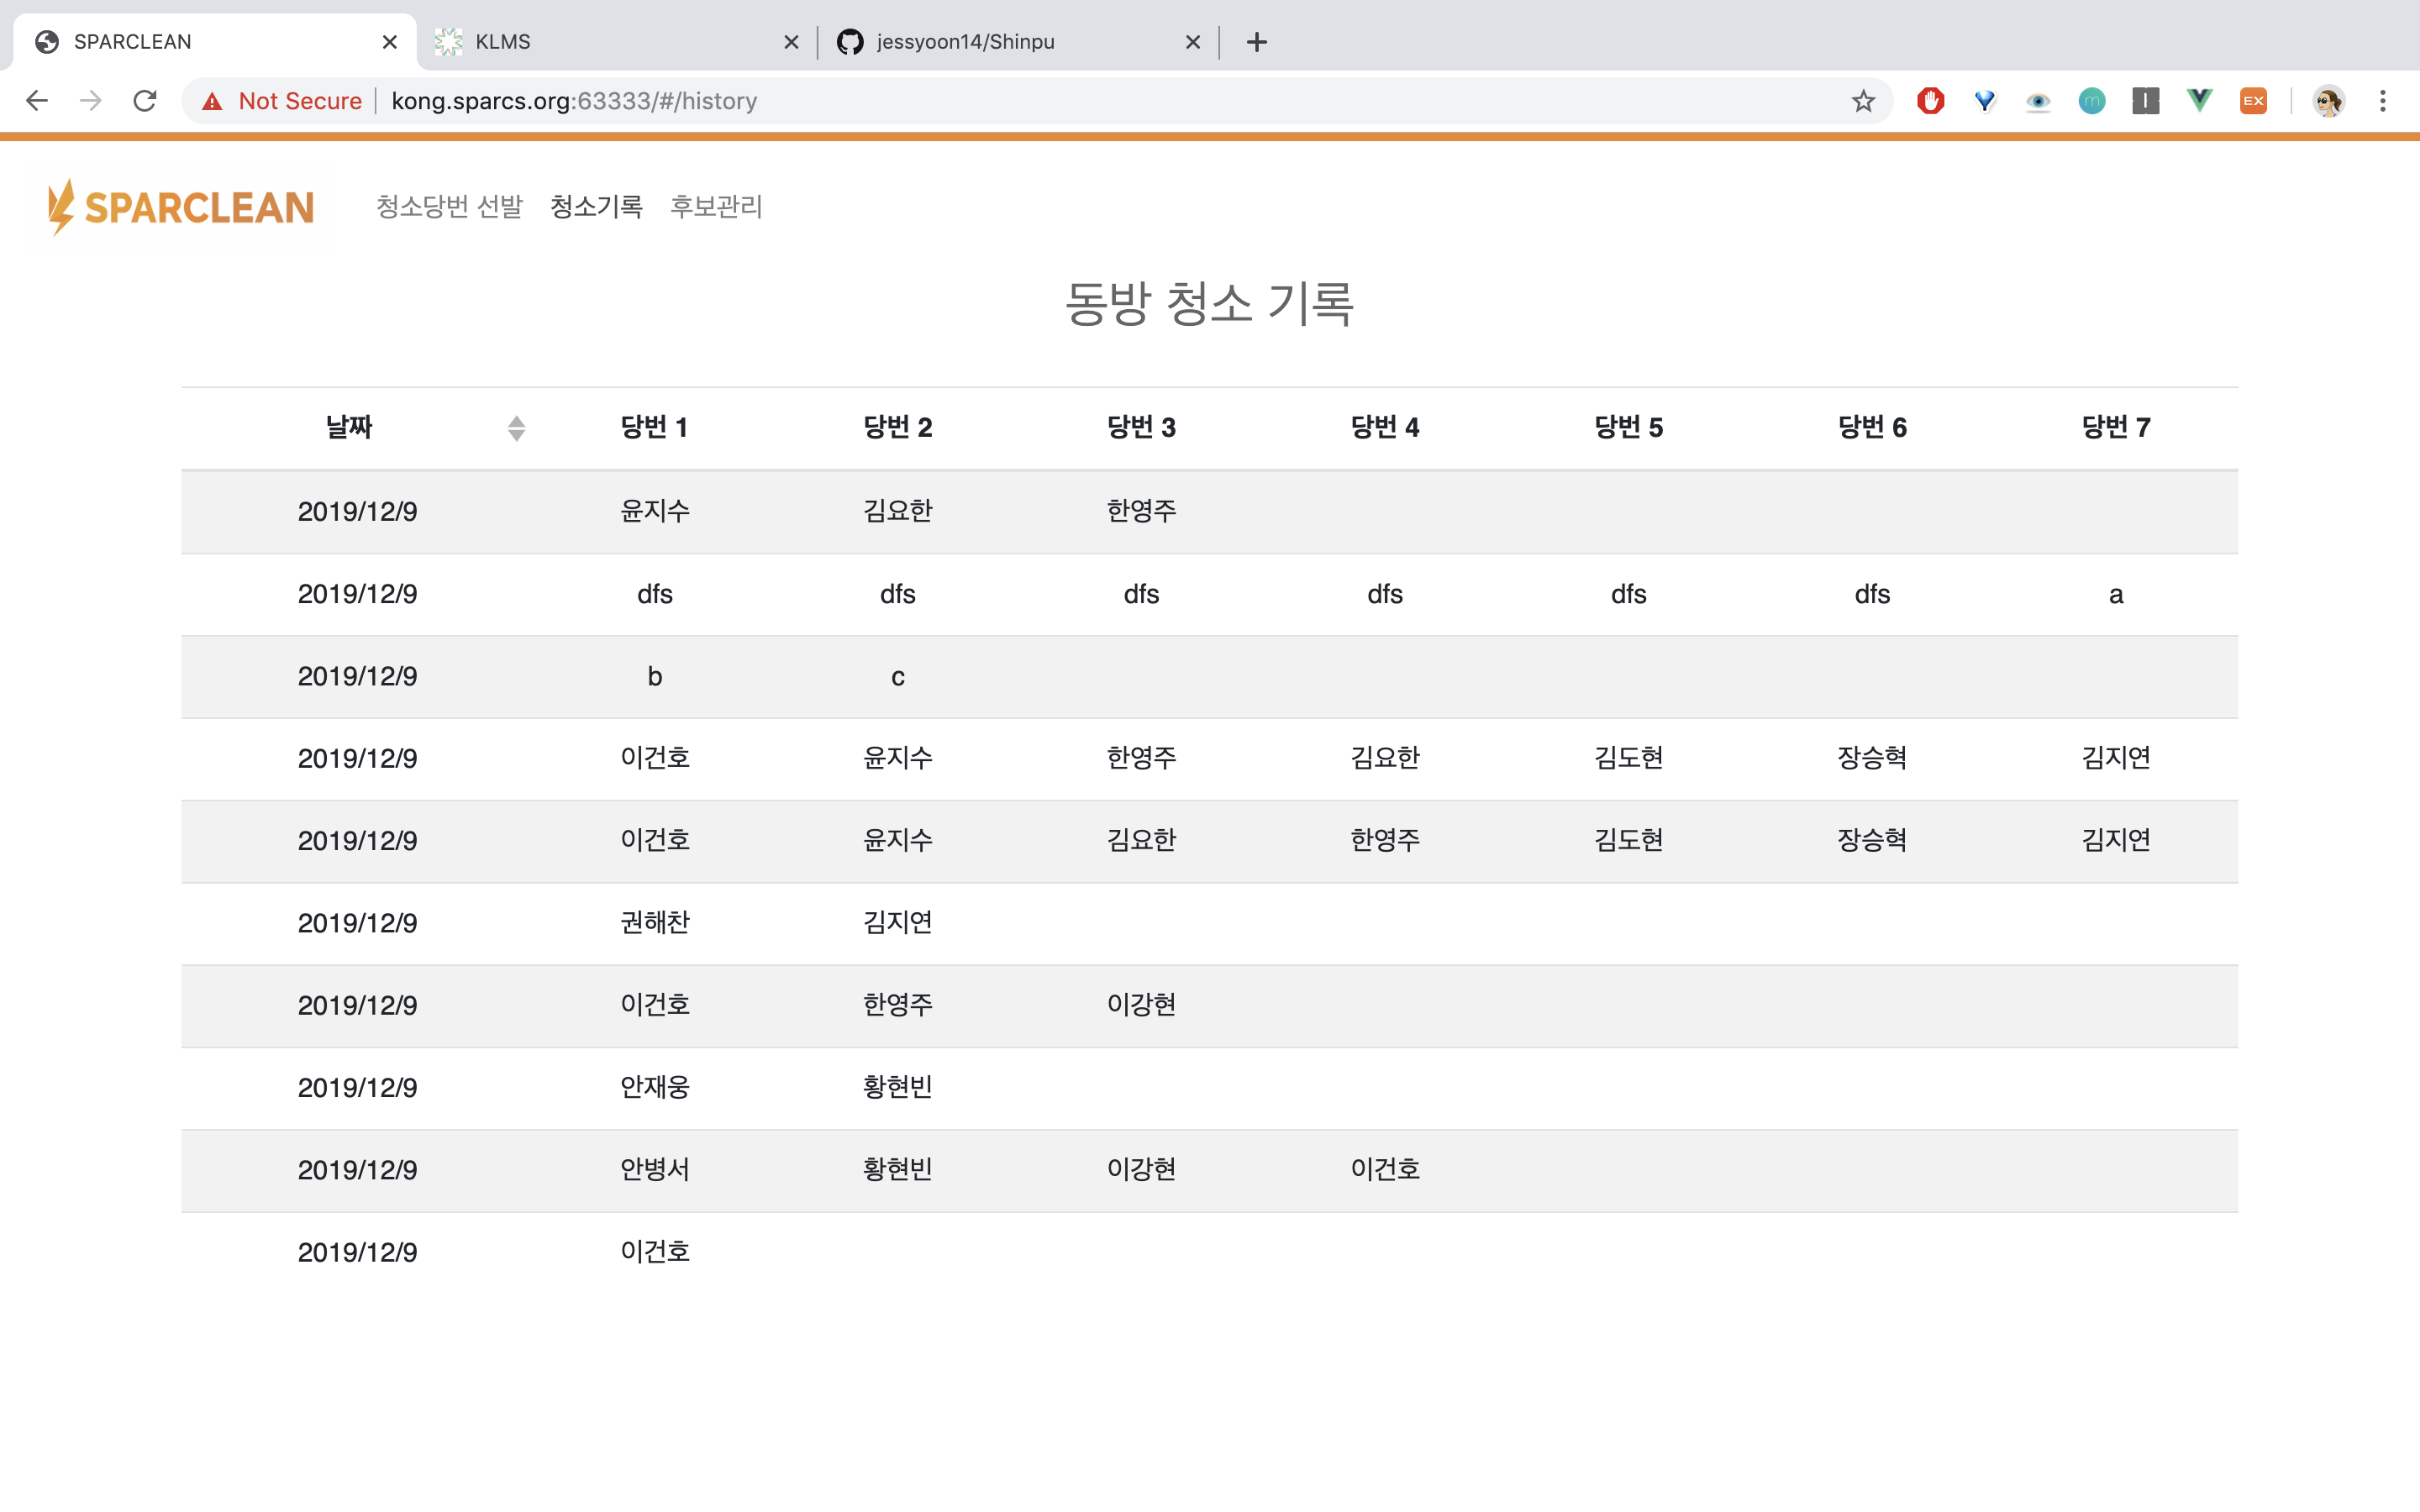 SPARCLEAN
KLMS
jessyoon14/Shinpu
Not Secure kong.sparcs.org:63333/#/history
EX
SPARCLEAN 청소당번 선발 청소기록 후보관리
동방 청소 기록
날짜 당번 1 당번 2 당번 3 당번 4 당번 5 당번 6 당번 7
2019/12/9 윤지수 김요한 한영주
2019/12/9 dfs dfs dfs dfs dfs dfs a
2019/12/9 b c
2019/12/9 이건호 윤지수 한영주 김요한 김도현 장승혁 김지연
2019/12/9 이건호 윤지수 김요한 한영주 김도현 장승혁 김지연
2019/12/9 권해찬 김지연
2019/12/9 이건호 한영주 이강현
2019/12/9 안재웅 황현빈
2019/12/9 안병서 황현빈 이강현 이건호
2019/12/9 이건호